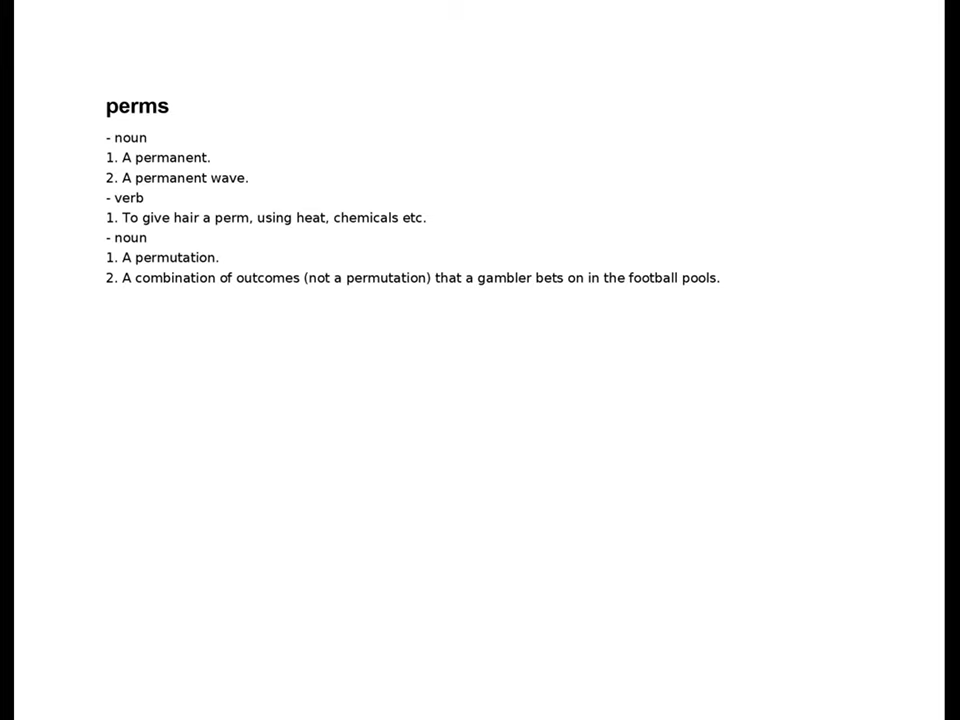 perms
- noun
1. A permanent.
2. A permanent wave.
- verb
1. To give hair a perm, using heat, chemicals etc.
- noun
1. A permutation.
2. A combination of outcomes (not a permutation) that a gambler bets on in the football pools.